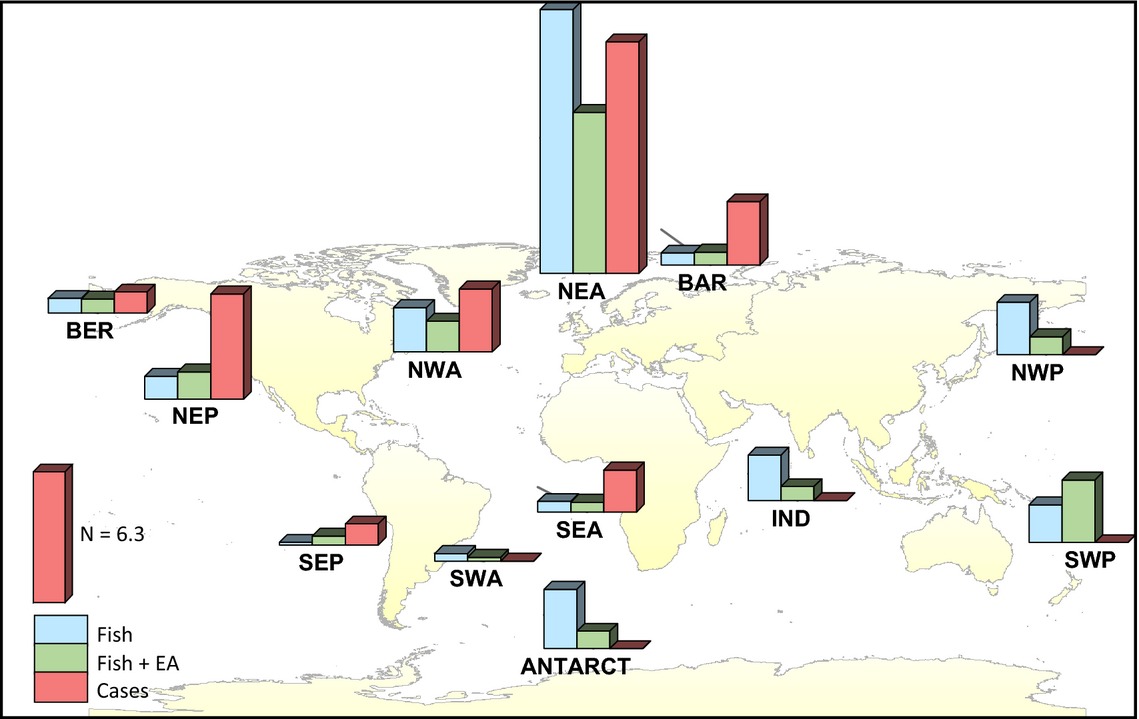 NEA
BAR
BER
NWA
NWP
NEP
N = 6.3
SEA
IND
SEP
SWA
SWP
ANTARCT
Fish
Fish + EA
Cases